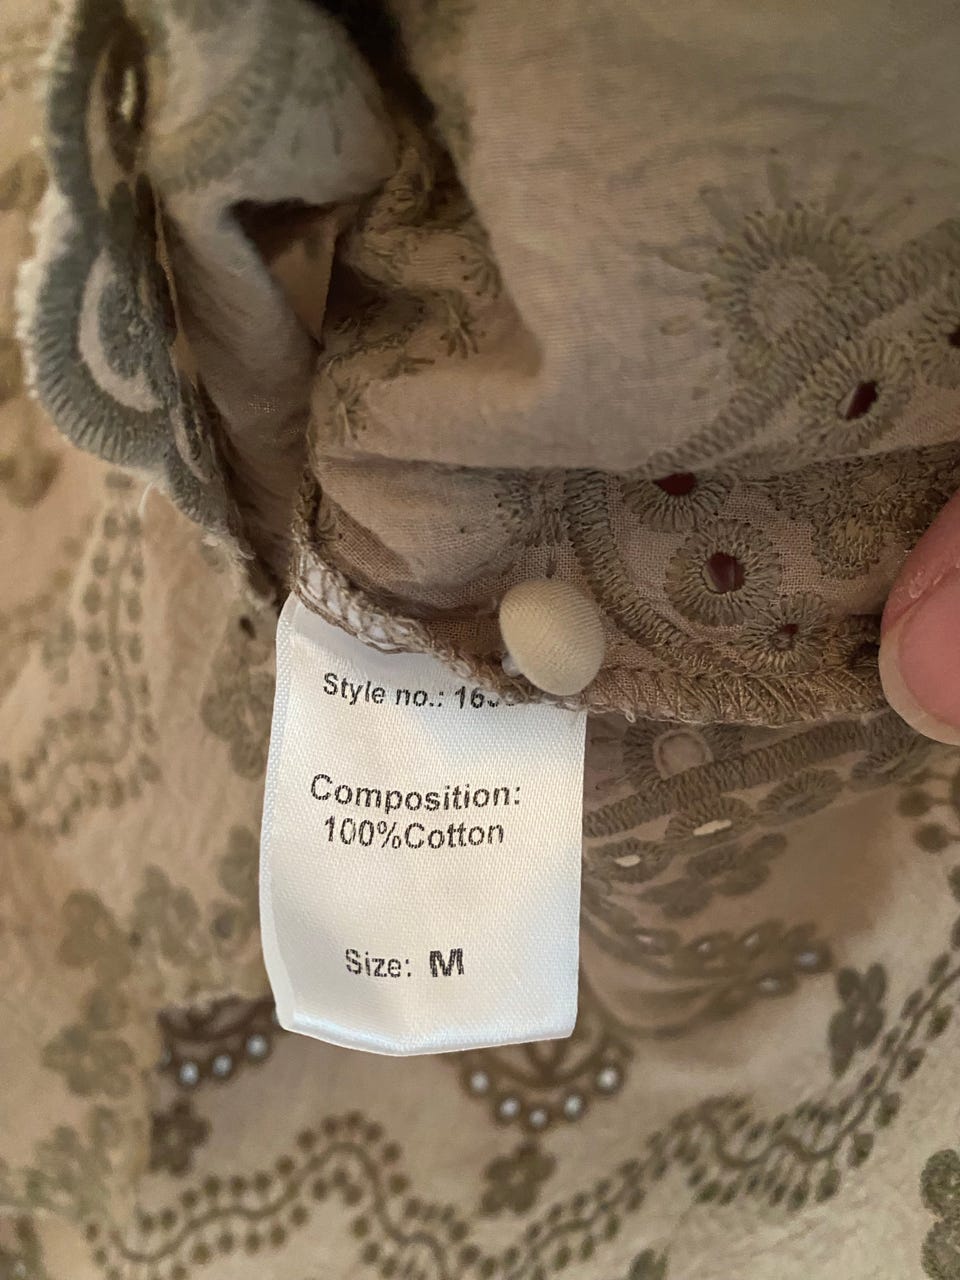 Style no.: 16
Composition:
100%Cotton
Size: M